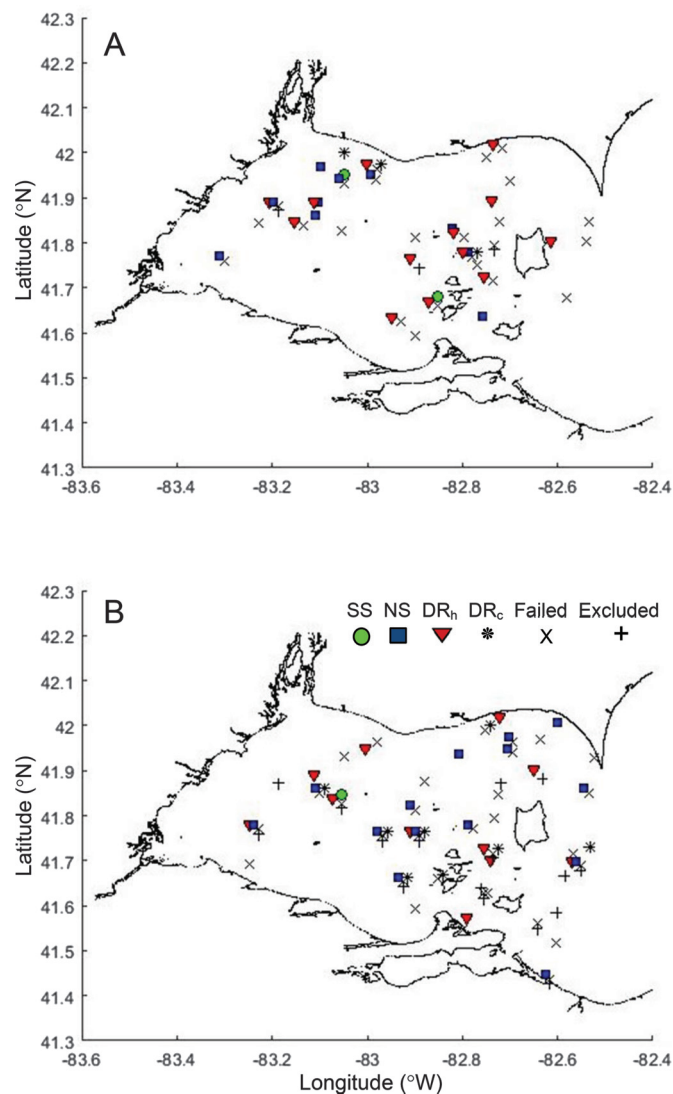 A
42.3
42.2
42.1
42
41.9
41.8
41.7
41.6
41.5
41.4
41.3
Latitude (°N)
-83.6 -83.4 -83.2 -83 -82.8 -82.6 -82.4
B
SS NS DRh DRc Failed Excluded
42.3
42.2
42.1
42
41.9
41.8
41.7
41.6
41.5
41.4
41.3
Latitude (°N)
-83.6 -83.4 -83.2 -83 -82.8 -82.6 -82.4
Longitude (°W)